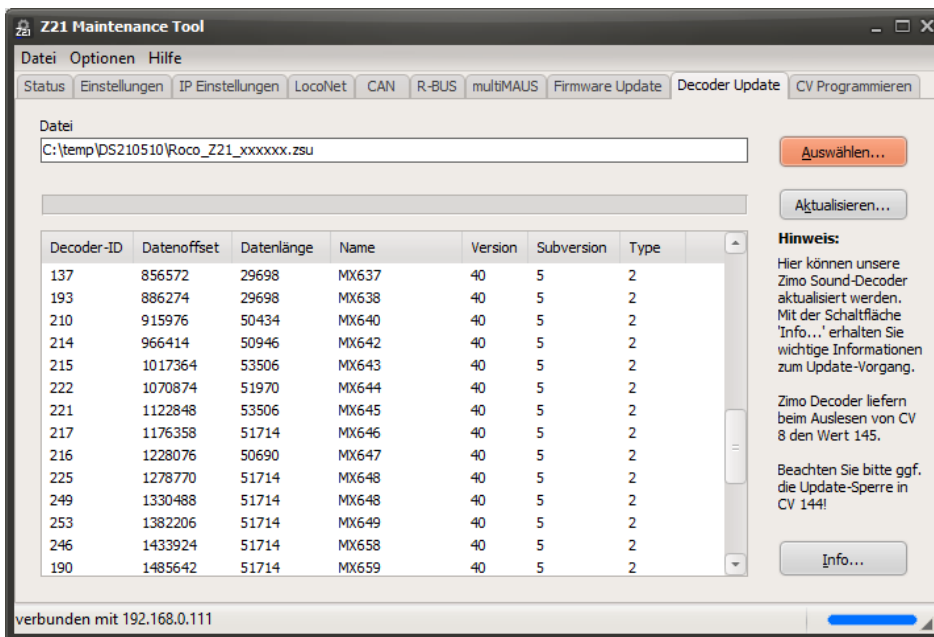 Z21 Maintenance Tool
Datei Optionen Hilfe
Status Einstellungen IP Einstellungen LocoNet CAN R-BUS multiMAUS Firmware Update Decoder Update CV Programmieren
Datei
C:\temp\DS210510\Roco_Z21_xxxxxx.zsu
Auswählen...
Aktualisieren...
Decoder-ID Datenoffset Datenlänge Name Version Subversion Type
137 856572 29698 MX637 40 5 2
193 886274 29698 MX638 40 5 2
210 915976 50434 MX640 40 5 2
214 966414 50946 MX642 40 5 2
215 1017364 53506 MX643 40 5 2
222 1070874 51970 MX644 40 5 2
221 1122848 53506 MX645 40 5 2
217 1176358 51714 MX646 40 5 2
216 1228076 50690 MX647 40 5 2
225 1278770 51714 MX648 40 5 2
249 1330488 51714 MX648 40 5 2
253 1382206 51714 MX649 40 5 2
246 1433924 51714 MX658 40 5 2
190 1485642 51714 MX659 40 5 2
Hinweis:
Hier können unsere
Zimo Sound-Decoder
aktualisiert werden.
Mit der Schaltfläche
'Info...' erhalten Sie
wichtige Informationen
zum Update-Vorgang.
Zimo Decoder liefern
beim Auslesen von CV
8 den Wert 145.
Beachten Sie bitte ggf.
die Update-Sperre in
CV 144!
Info...
verbunden mit 192.168.0.111